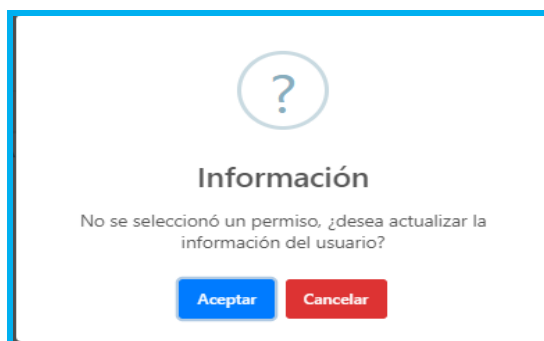 ?
Información
No se seleccionó un permiso, ¿desea actualizar la
información del usuario?
Aceptar Cancelar